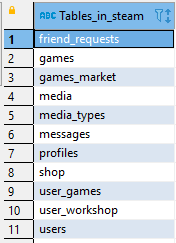 ABC Tables_in_steam
1 friend_requests
2 games
3 games_market
4 media
5 media_types
6 messages
7 profiles
8 shop
9 user_games
10 user_workshop
11 users